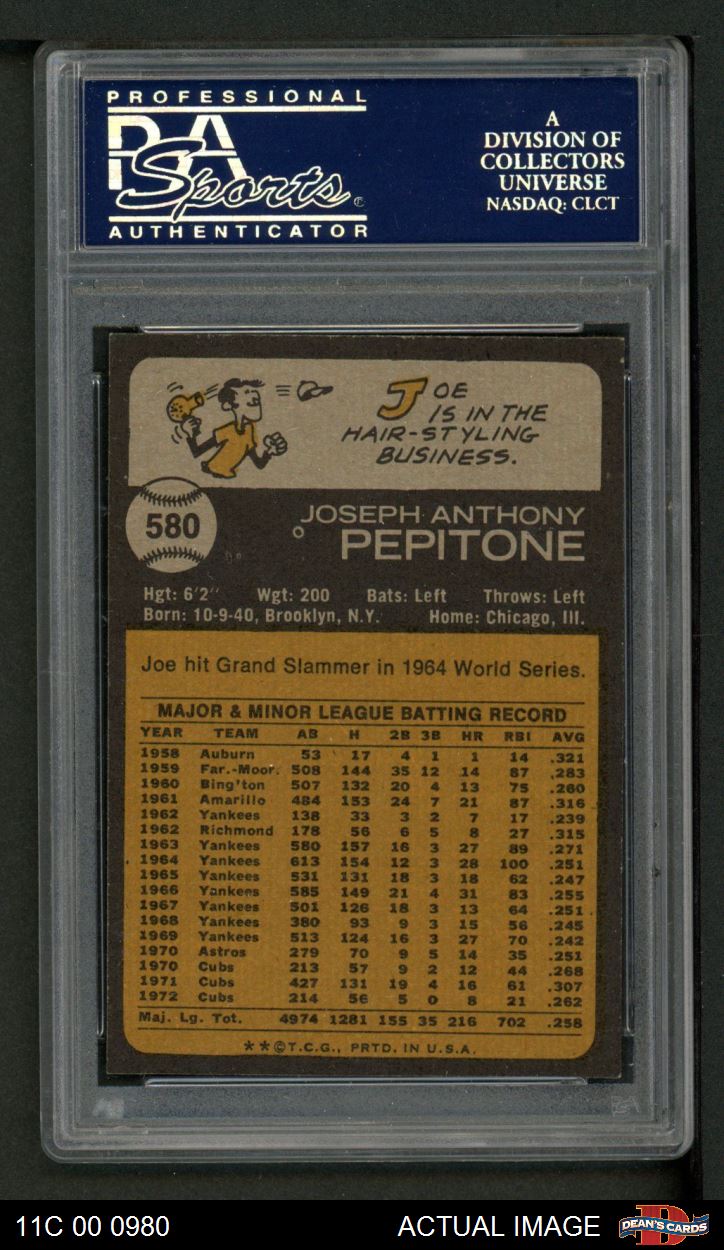 PROFESSIONAL
PSA
Sports
AUTHENTICATOR
A
DIVISION OF
COLLECTORS
UNIVERSE
NASDAQ: CLCT
JOE
IS IN THE
HAIR-STYLING
BUSINESS.
580
JOSEPH ANTHONY
PEPITONE
Hgt: 6'2" Wgt: 200 Bats: Left Throws: Left
Born: 10-9-40, Brooklyn, N.Y. Home: Chicago, Ill.
Joe hit Grand Slammer in 1964 World Series.
MAJOR & MINOR LEAGUE BATTING RECORD
YEAR TEAM AB H 2B 3B HR RBI AVG
1958 Auburn 53 17 4 1 1 14 .321
1959 Far.-Moor. 508 144 35 12 14 87 .283
1960 Bing'ton 507 132 20 4 13 75 .260
1961 Amarillo 484 153 24 7 21 87 .316
1962 Yankees 138 33 3 2 7 17 .239
1962 Richmond 178 56 6 5 8 27 .315
1963 Yankees 580 157 16 3 27 89 .271
1964 Yankees 613 154 12 3 28 100 .251
1965 Yankees 531 131 18 3 18 62 .247
1966 Yankees 585 149 21 4 31 83 .255
1967 Yankees 501 126 18 3 13 64 .251
1968 Yankees 380 93 9 3 15 56 .245
1969 Yankees 513 124 16 3 27 70 .242
1970 Astros 279 70 9 5 14 35 .251
1970 Cubs 213 57 9 2 12 44 .268
1971 Cubs 427 131 19 4 16 61 .307
1972 Cubs 214 56 5 0 8 21 .262
Maj. Lg. Tot. 4974 1281 155 35 216 702 .258
**©T.C.G., PRTD. IN U.S.A.
11C 00 0980
ACTUAL IMAGE
DEAN'S CARDS